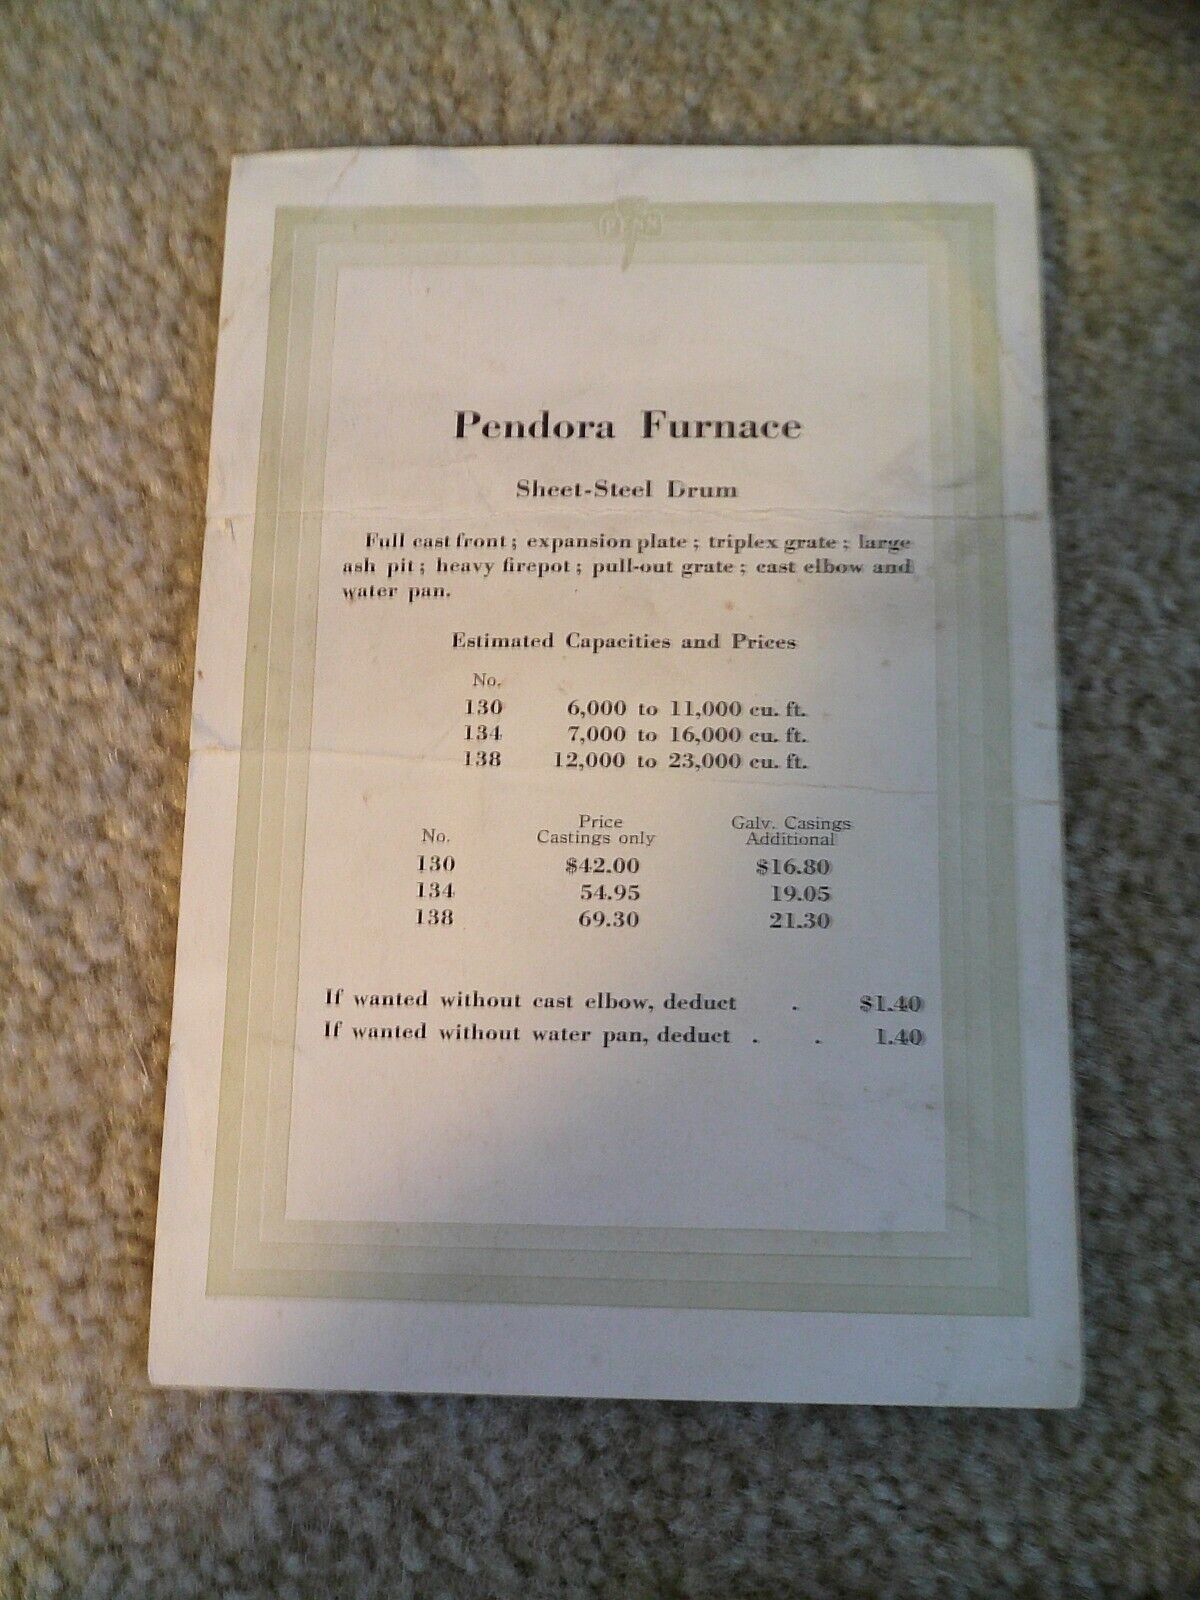 PENN
Pendora Furnace
Sheet-Steel Drum
Full cast front; expansion plate; triplex grate; large
ash pit; heavy firepot; pull-out grate; cast elbow and
water pan.
Estimated Capacities and Prices
No.
130 6,000 to 11,000 cu. ft.
134 7,000 to 16,000 cu. ft.
138 12,000 to 23,000 cu. ft.
No. Price Castings only Galv. Casings Additional
130 $42.00 $16.80
134 54.95 19.05
138 69.30 21.30
If wanted without cast elbow, deduct . $1.40
If wanted without water pan, deduct . . 1.40